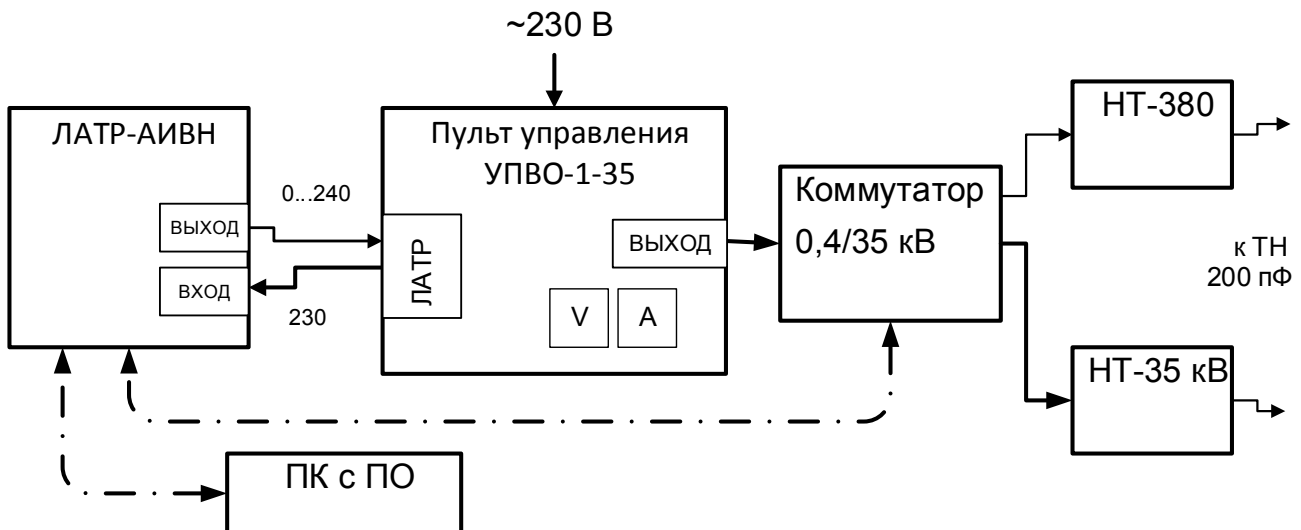 ~230 В
ЛАТР-АИВН
ВЫХОД
ВХОД
0...240
230
Пульт управления
УПВО-1-35
ЛАТР
ВЫХОД
V
A
Коммутатор
0,4/35 кВ
НТ-380
к ТН
200 пФ
НТ-35 кВ
ПК с ПО